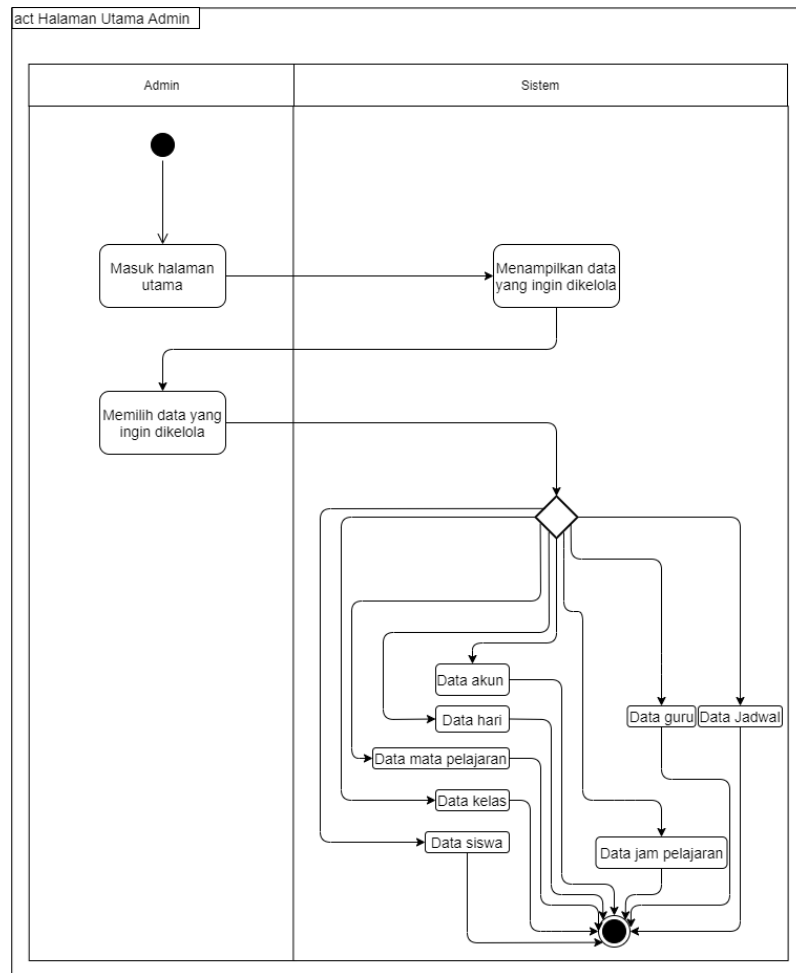 act Halaman Utama Admin
Admin
Sistem
Masuk halaman
utama
Menampilkan data
yang ingin dikelola
Memilih data yang
ingin dikelola
Data akun
Data hari
Data guru
Data Jadwal
Data mata pelajaran
Data kelas
Data siswa
Data jam pelajaran